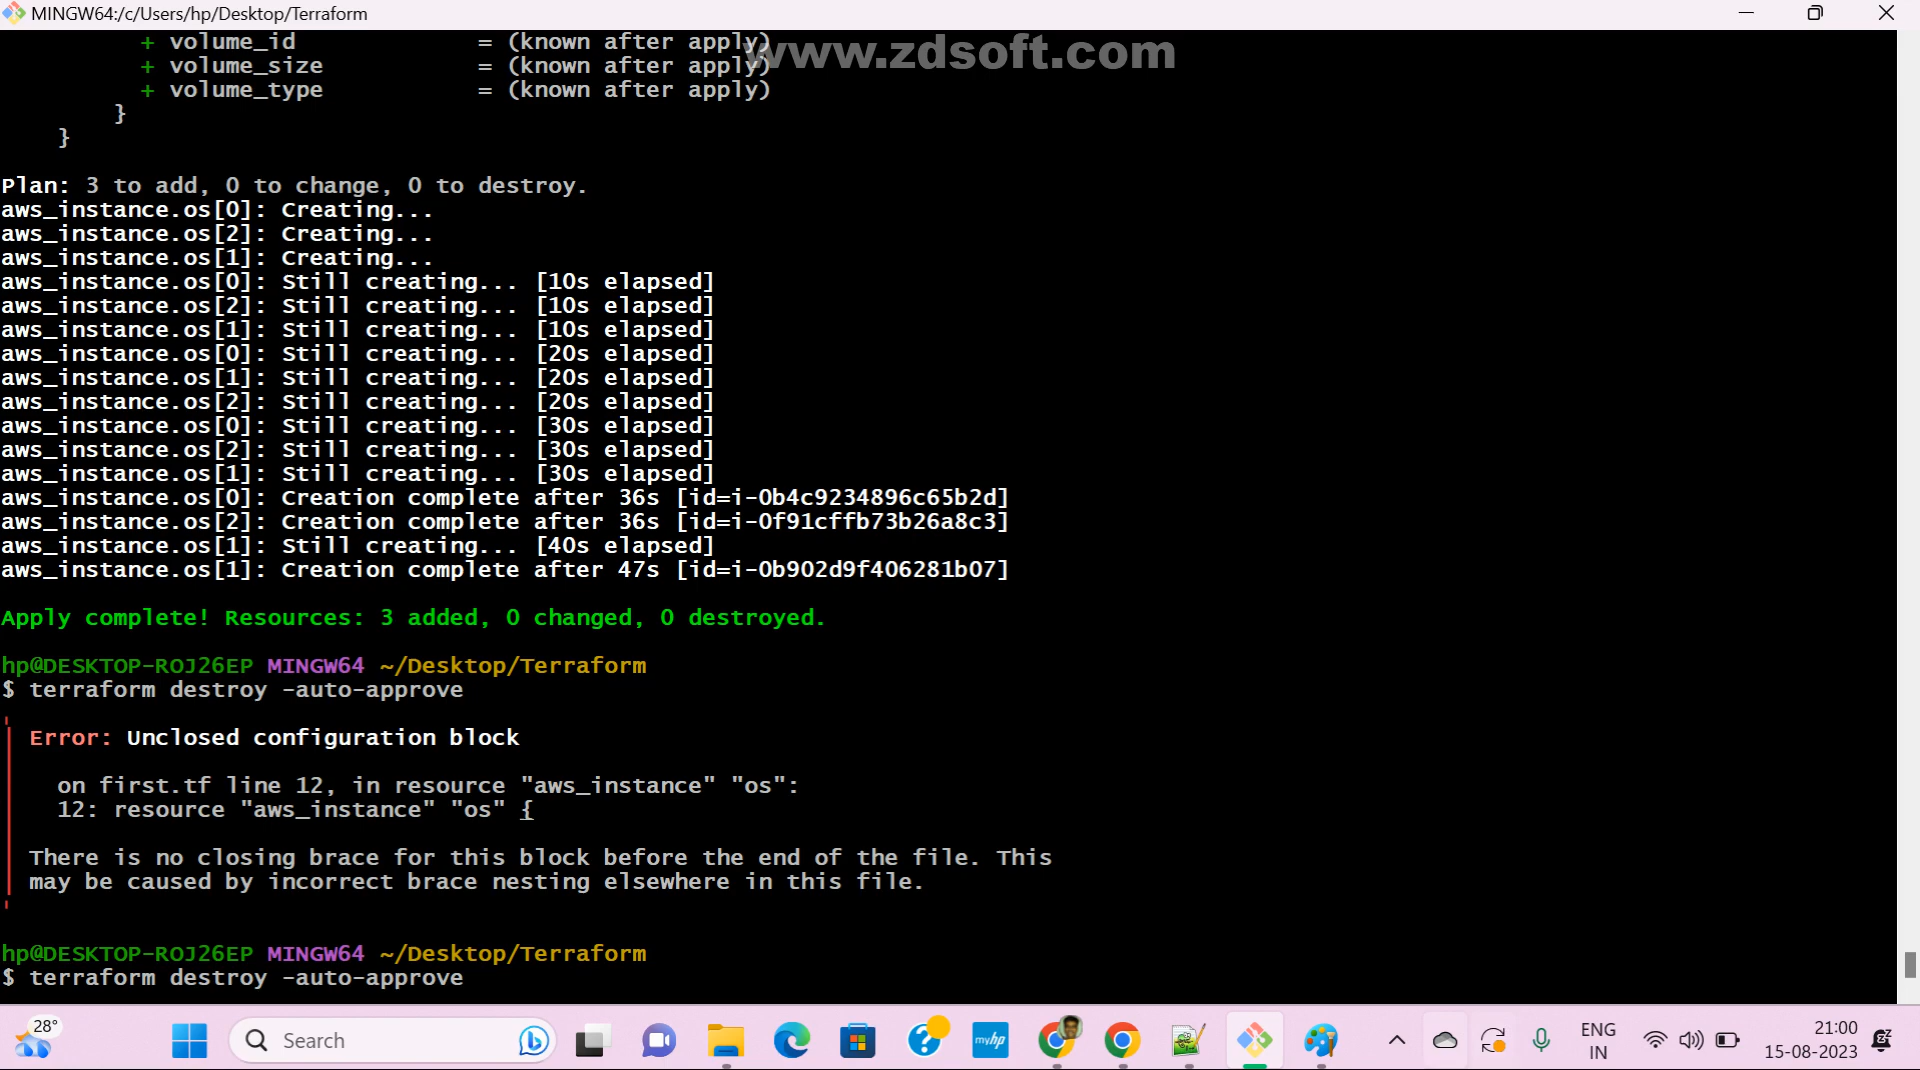 MINGW64:/c/Users/hp/Desktop/Terraform
+ volume_id = (known after apply)
www.zdsoft.com
+ volume_size = (known after apply)
+ volume_type = (known after apply)
}
}
Plan: 3 to add, 0 to change, 0 to destroy.
aws_instance.os[0]: Creating...
aws_instance.os[2]: Creating...
aws_instance.os[1]: Creating...
aws_instance.os[0]: Still creating... [10s elapsed]
aws_instance.os[2]: Still creating... [10s elapsed]
aws_instance.os[1]: Still creating... [10s elapsed]
aws_instance.os[0]: Still creating... [20s elapsed]
aws_instance.os[1]: Still creating... [20s elapsed]
aws_instance.os[2]: Still creating... [20s elapsed]
aws_instance.os[0]: Still creating... [30s elapsed]
aws_instance.os[2]: Still creating... [30s elapsed]
aws_instance.os[1]: Still creating... [30s elapsed]
aws_instance.os[0]: Creation complete after 36s [id=i-0b4c9234896c65b2d]
aws_instance.os[2]: Creation complete after 36s [id=i-0f91cffb73b26a8c3]
aws_instance.os[1]: Still creating... [40s elapsed]
aws_instance.os[1]: Creation complete after 47s [id=i-0b902d9f406281b07]
Apply complete! Resources: 3 added, 0 changed, 0 destroyed.
hp@DESKTOP-ROJ26EP MINGW64 ~/Desktop/Terraform
$ terraform destroy -auto-approve
Error: Unclosed configuration block
on first.tf line 12, in resource "aws_instance" "os":
12: resource "aws_instance" "os" {
There is no closing brace for this block before the end of the file. This
may be caused by incorrect brace nesting elsewhere in this file.
hp@DESKTOP-ROJ26EP MINGW64 ~/Desktop/Terraform
$ terraform destroy -auto-approve
28°
Search
myhp
ENG
IN
21:00
15-08-2023